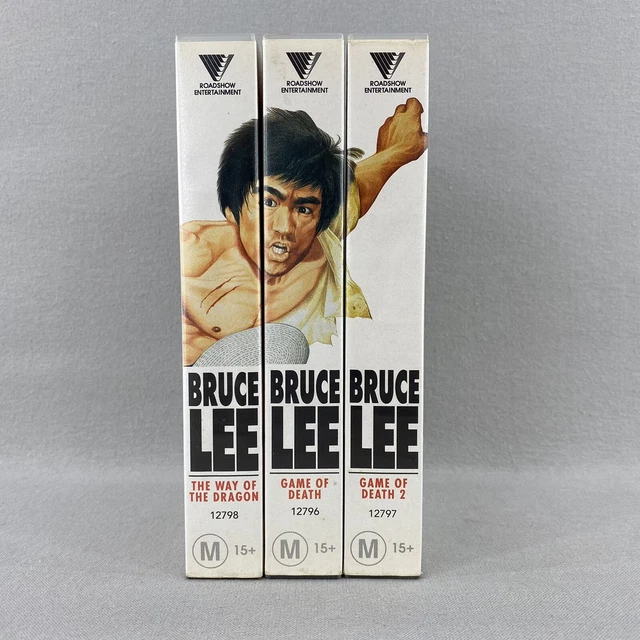 ROADSHOW
ENTERTAINMENT
BRUCE
LEE
THE WAY OF
THE DRAGON
12798
M 15+
ROADSHOW
ENTERTAINMENT
BRUCE
LEE
GAME OF
DEATH
12796
M 15+
ROADSHOW
ENTERTAINMENT
BRUCE
LEE
GAME OF
DEATH 2
12797
M 15+